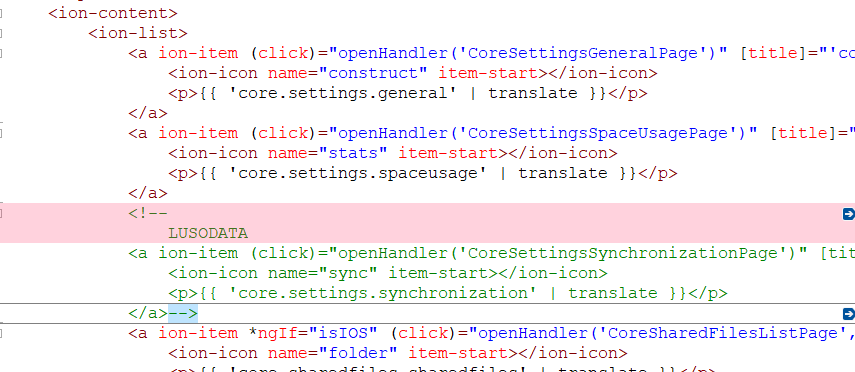 <ion-content>
<ion-list>
<a ion-item (click)="openHandler('CoreSettingsGeneralPage')" [title]="'co
<ion-icon name="construct" item-start></ion-icon>
<p>{{ 'core.settings.general' | translate }}</p>
</a>
<a ion-item (click)="openHandler('CoreSettingsSpaceUsagePage')" [title]="
<ion-icon name="stats" item-start></ion-icon>
<p>{{ 'core.settings.spaceusage' | translate }}</p>
</a>
<!--
LUSODATA
<a ion-item (click)="openHandler('CoreSettingsSynchronizationPage')" [tit
<ion-icon name="sync" item-start></ion-icon>
<p>{{ 'core.settings.synchronization' | translate }}</p>
</a>-->
<a ion-item *ngIf="isIOS" (click)="openHandler('CoreSharedFilesListPage',
<ion-icon name="folder" item-start></ion-icon>
<p>{{ 'core.sharedfiles.sharedfiles' | translate }}</p>